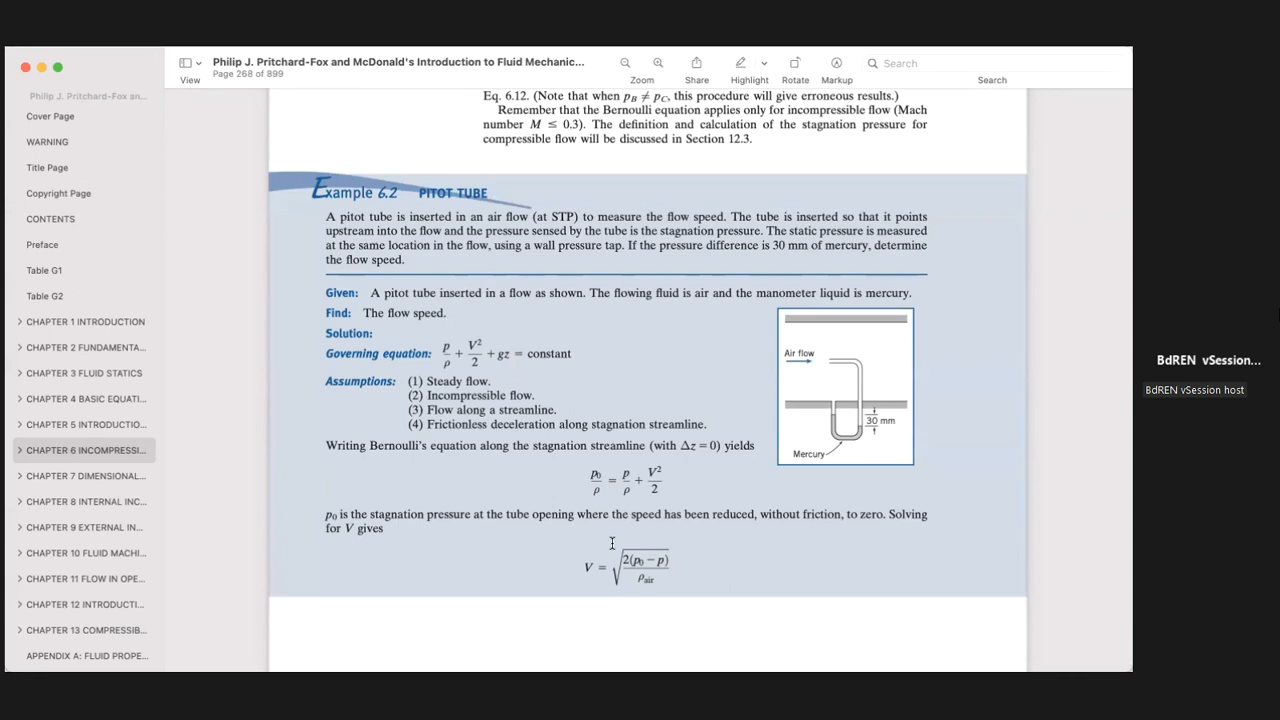 Philip J. Pritchard-Fox and McDonald's Introduction to Fluid Mechanic...
Page 268 of 899
View
Zoom
Share
Highlight
Rotate
Markup
Search
Search
Philip J. Pritchard-Fox an...
Cover Page
WARNING
Title Page
Copyright Page
CONTENTS
Preface
Table G1
Table G2
CHAPTER 1 INTRODUCTION
CHAPTER 2 FUNDAMENTA...
CHAPTER 3 FLUID STATICS
CHAPTER 4 BASIC EQUATI...
CHAPTER 5 INTRODUCTIO...
CHAPTER 6 INCOMPRESSI...
CHAPTER 7 DIMENSIONAL...
CHAPTER 8 INTERNAL INC...
CHAPTER 9 EXTERNAL IN...
CHAPTER 10 FLUID MACHI...
CHAPTER 11 FLOW IN OPE...
CHAPTER 12 INTRODUCTI...
CHAPTER 13 COMPRESSIB...
APPENDIX A: FLUID PROPE...
Eq. 6.12. (Note that when p_B ≠ p_C, this procedure will give erroneous results.)
Remember that the Bernoulli equation applies only for incompressible flow (Mach
number M ≤ 0.3). The definition and calculation of the stagnation pressure for
compressible flow will be discussed in Section 12.3.
Example 6.2 PITOT TUBE
A pitot tube is inserted in an air flow (at STP) to measure the flow speed. The tube is inserted so that it points
upstream into the flow and the pressure sensed by the tube is the stagnation pressure. The static pressure is measured
at the same location in the flow, using a wall pressure tap. If the pressure difference is 30 mm of mercury, determine
the flow speed.
Given: A pitot tube inserted in a flow as shown. The flowing fluid is air and the manometer liquid is mercury.
Find: The flow speed.
Solution:
Governing equation: p/ρ + V²/2 + gz = constant
Assumptions: (1) Steady flow.
(2) Incompressible flow.
(3) Flow along a streamline.
(4) Frictionless deceleration along stagnation streamline.
Writing Bernoulli's equation along the stagnation streamline (with Δz = 0) yields
p₀/ρ = p/ρ + V²/2
p₀ is the stagnation pressure at the tube opening where the speed has been reduced, without friction, to zero. Solving
for V gives
V = √(2(p₀ − p)/ρ_air)
Air flow
30 mm
Mercury
BdREN vSession...
BdREN vSession host